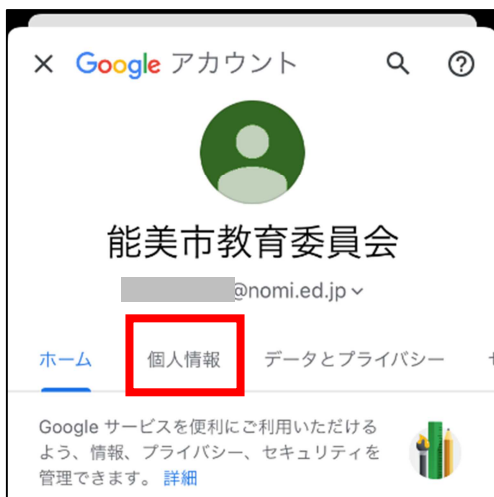 Google アカウント
能美市教育委員会
@nomi.ed.jp
ホーム 個人情報 データとプライバシー
Google サービスを便利にご利用いただける
よう、情報、プライバシー、セキュリティを
管理できます。 詳細